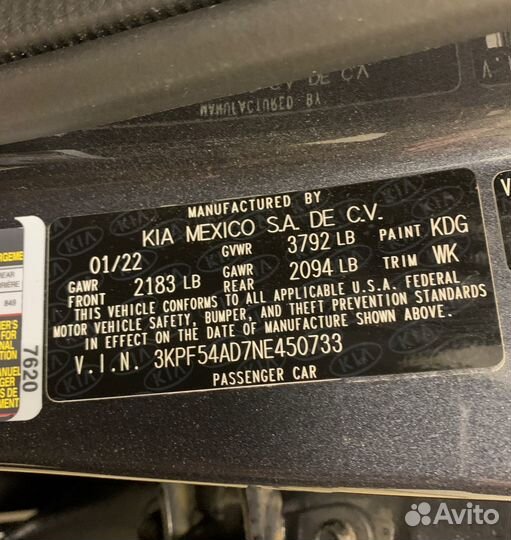 MANUFACTURED BY
KIA MEXICO S.A. DE C.V.
01/22 GVWR 3792 LB PAINT KDG
GAWR FRONT 2183 LB GAWR REAR 2094 LB TRIM WK
THIS VEHICLE CONFORMS TO ALL APPLICABLE U.S.A. FEDERAL
MOTOR VEHICLE SAFETY, BUMPER, AND THEFT PREVENTION STANDARDS
IN EFFECT ON THE DATE OF MANUFACTURE SHOWN ABOVE.
V.I.N. 3KPF54AD7NE450733
PASSENGER CAR
7620
849
Avito